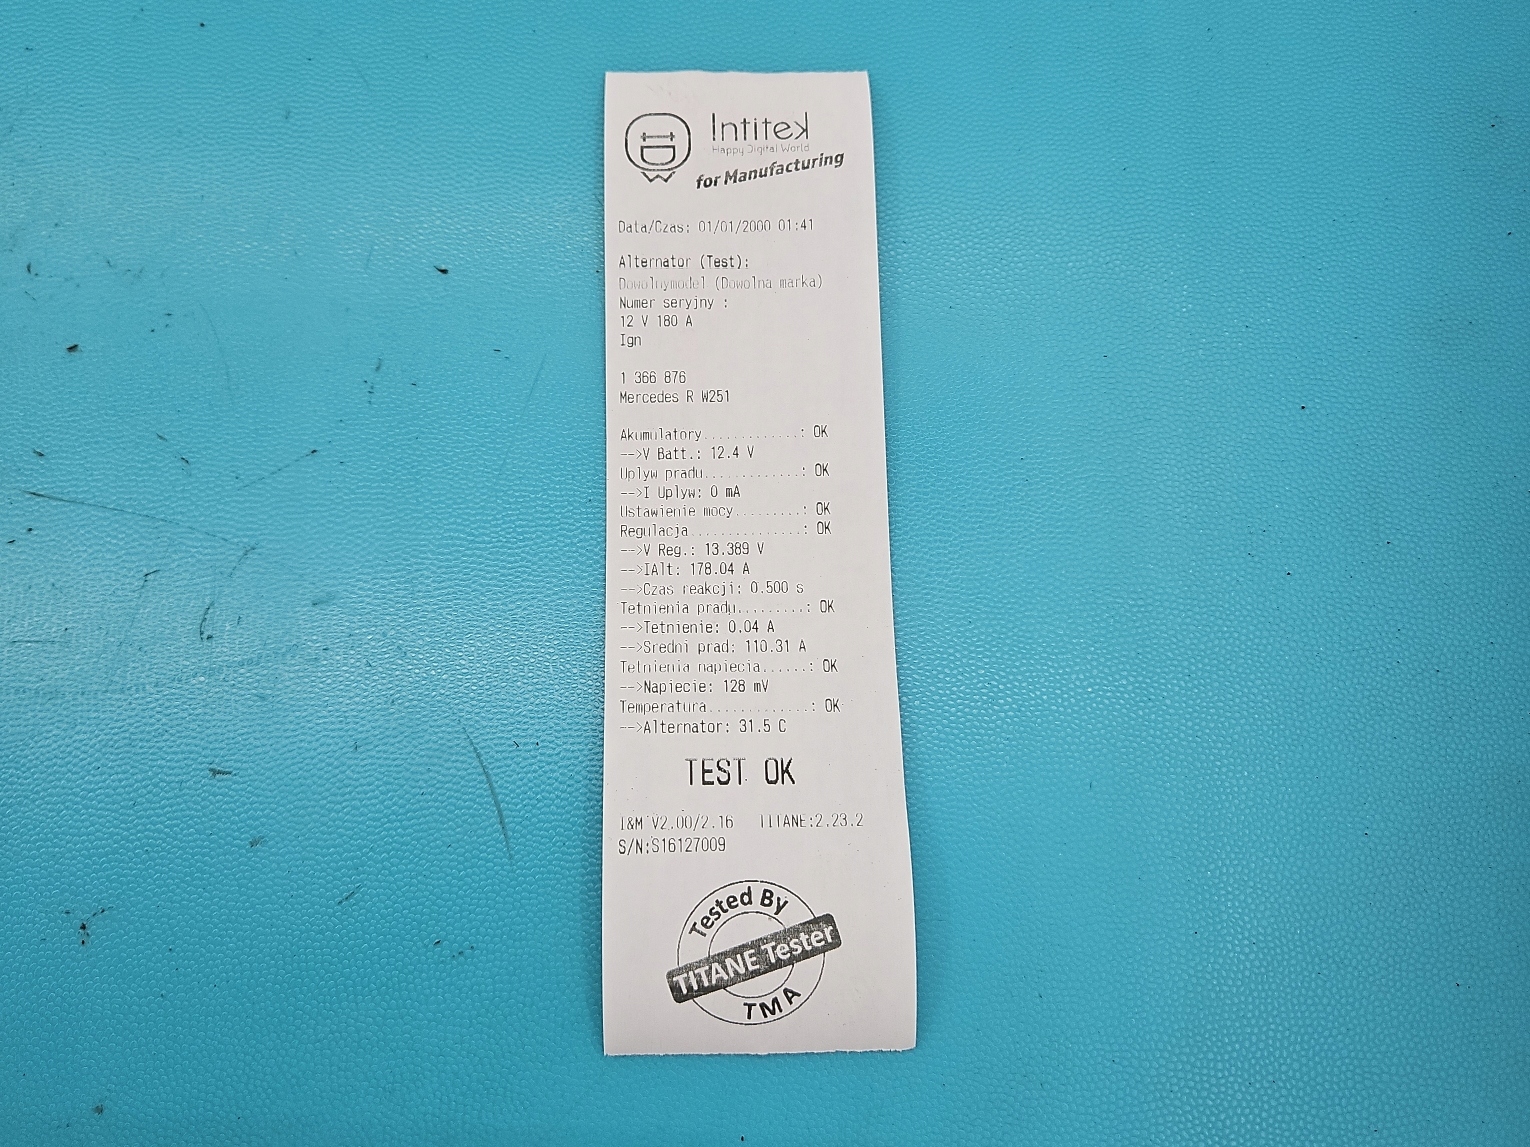 Intitek
Happy Digital World
for Manufacturing
Data/Czas: 01/01/2000 01:41
Alternator (Test):
Dowolnymodel (Dowolna marka)
Numer seryjny :
12 V 180 A
Ign
1 366 876
Mercedes R W251
Akumulatory.............: OK
-->V Batt.: 12.4 V
Uplyw pradu.............: OK
-->I Uplyw: 0 mA
Ustawienie mocy.........: OK
Regulacja...............: OK
-->V Reg.: 13.389 V
-->IAlt: 178.04 A
-->Czas reakcji: 0.500 s
Tetnienia pradu.........: OK
-->Tetnienie: 0.04 A
-->Sredni prad: 110.31 A
Tetnienia napiecia......: OK
-->Napiecie: 128 mV
Temperatura.............: OK
-->Alternator: 31.5 C
TEST OK
I&M V2.00/2.16 TITANE:2.23.2
S/N:S16127009
Tested By
TITANE Tester
TMA